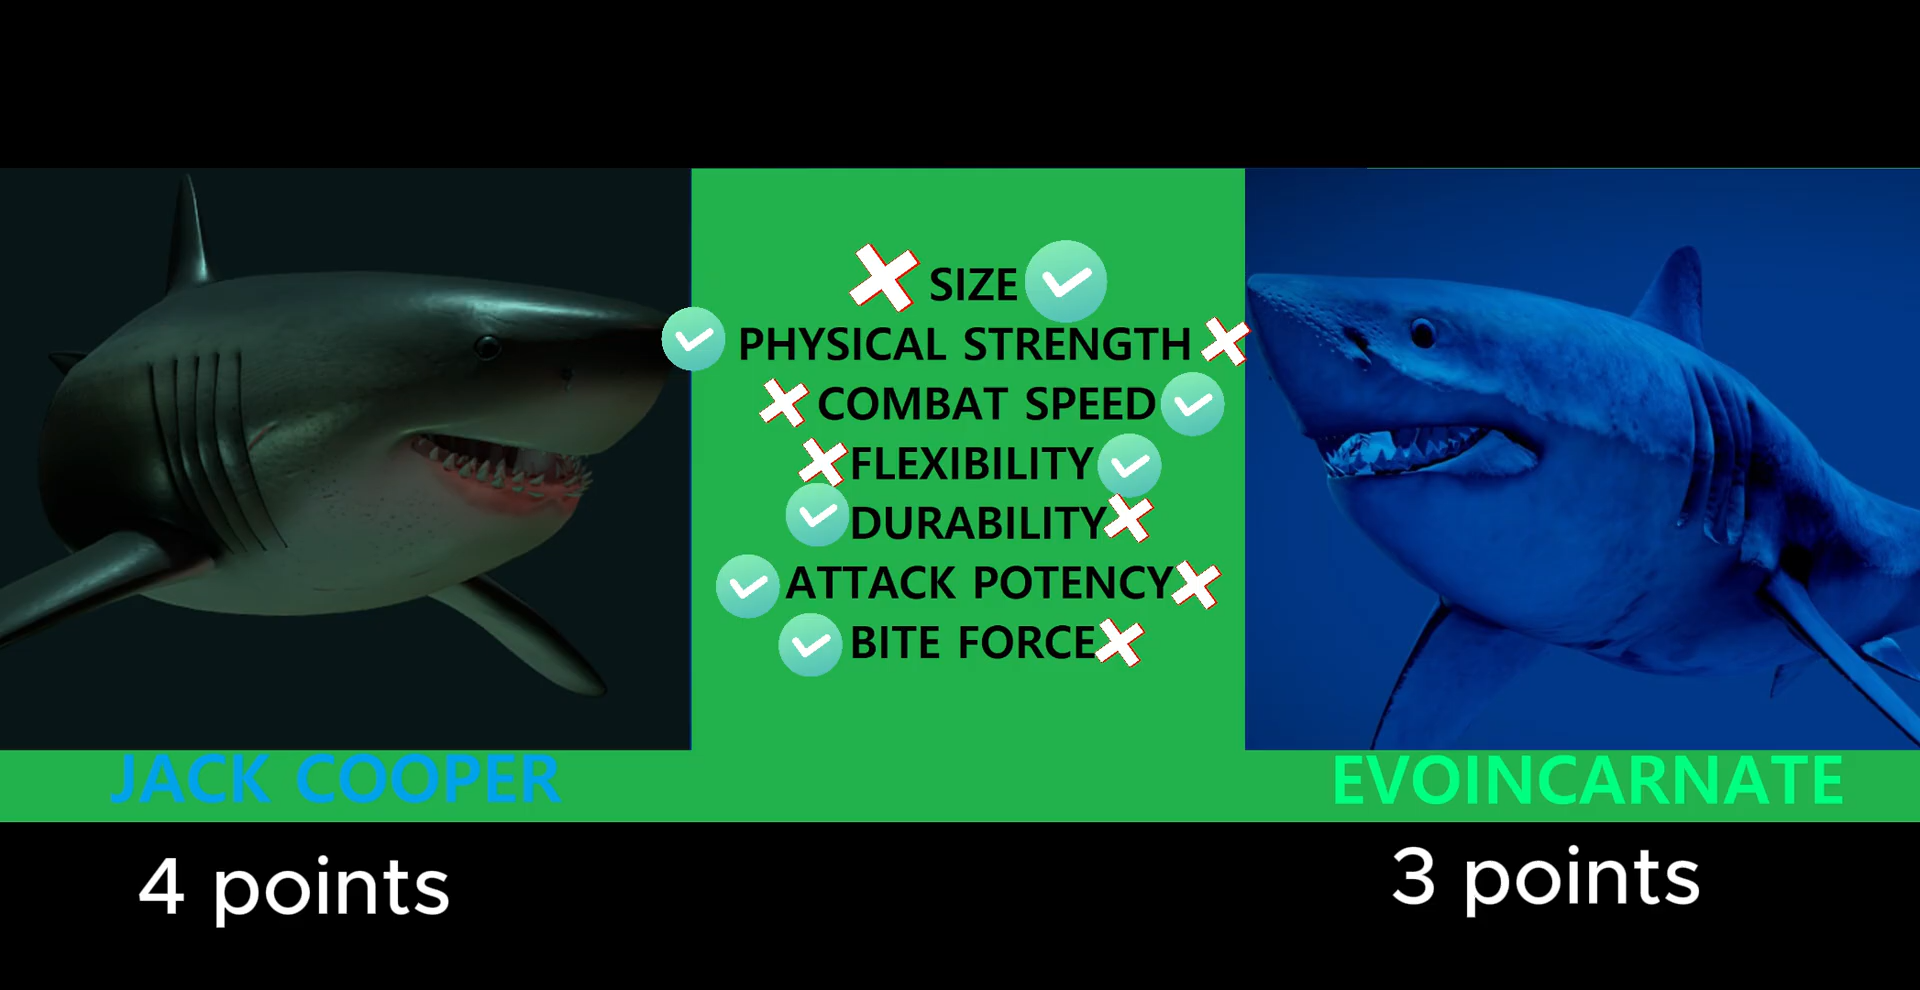 SIZE
PHYSICAL STRENGTH
COMBAT SPEED
FLEXIBILITY
DURABILITY
ATTACK POTENCY
BITE FORCE
JACK COOPER
EVOINCARNATE
4 points
3 points